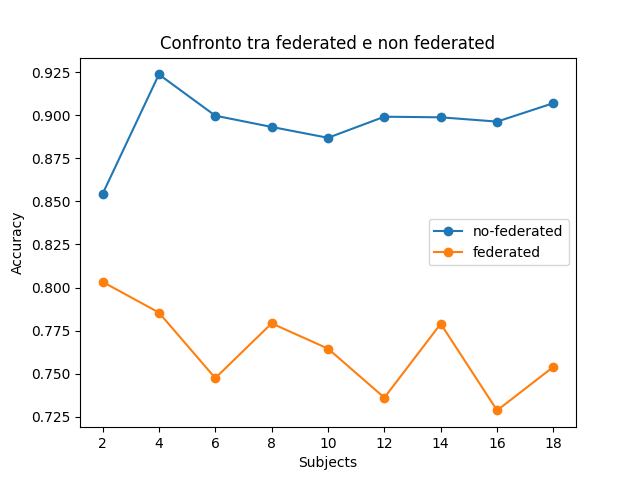 Confronto tra federated e non federated
0.925
0.900
0.875
0.850
0.825
0.800
0.775
0.750
0.725
Accuracy
no-federated
federated
2 4 6 8 10 12 14 16 18
Subjects